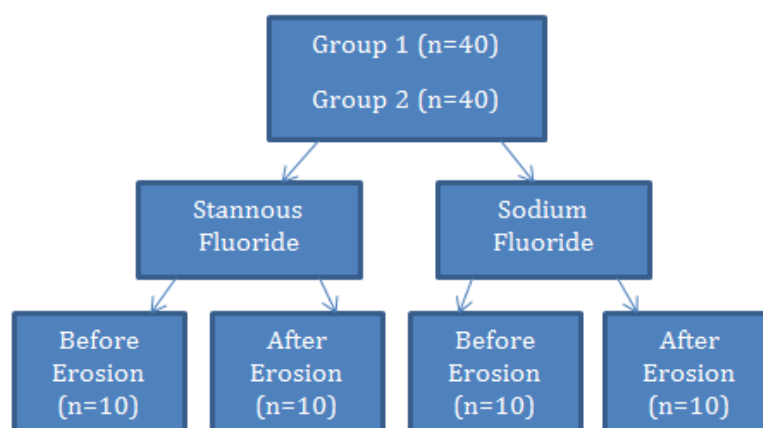 Group 1 (n=40)
Group 2 (n=40)
Stannous
Fluoride
Sodium
Fluoride
Before
Erosion
(n=10)
After
Erosion
(n=10)
Before
Erosion
(n=10)
After
Erosion
(n=10)